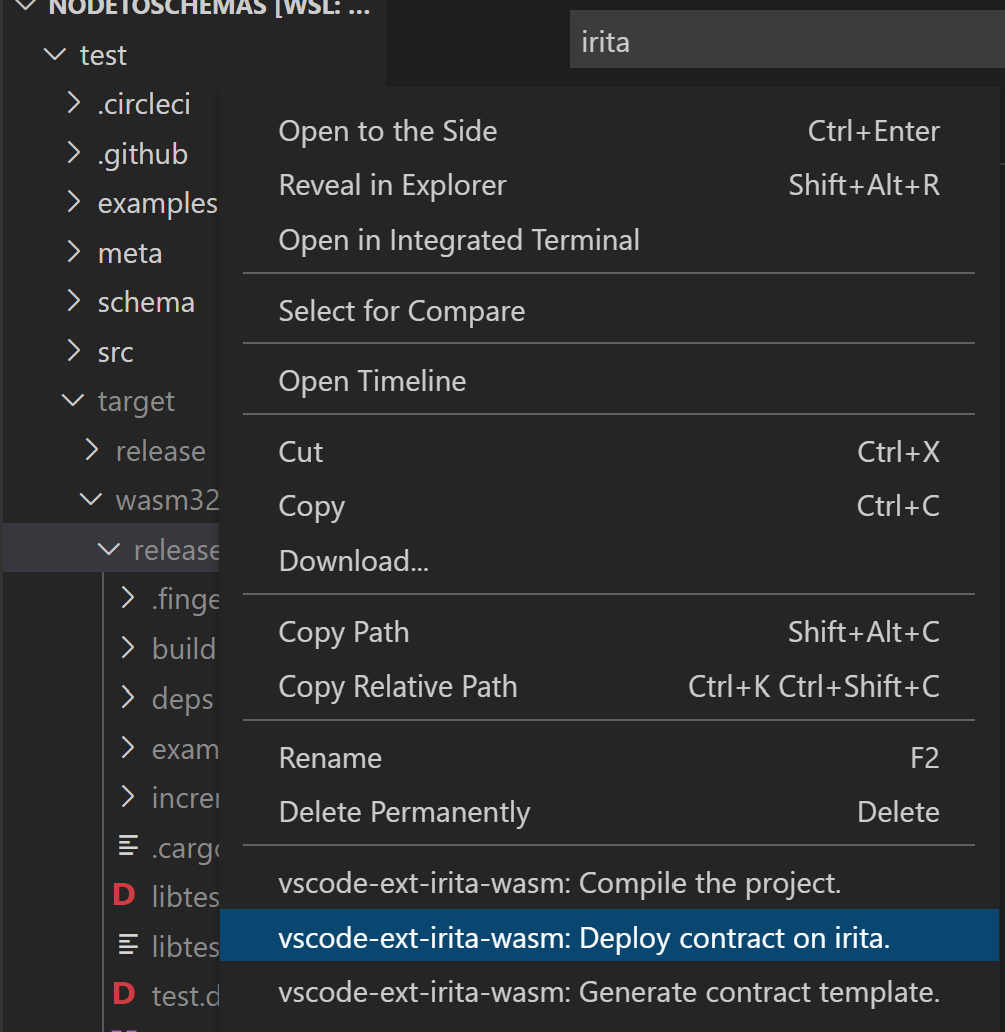 NODETOSCHEMAS [WSL: ...
test
irita
.circleci
.github
examples
meta
schema
src
target
release
wasm32
release
.finge
build
deps
exam
increr
.cargo
libtes
libtes
test.d
Open to the Side Ctrl+Enter
Reveal in Explorer Shift+Alt+R
Open in Integrated Terminal
Select for Compare
Open Timeline
Cut Ctrl+X
Copy Ctrl+C
Download...
Copy Path Shift+Alt+C
Copy Relative Path Ctrl+K Ctrl+Shift+C
Rename F2
Delete Permanently Delete
vscode-ext-irita-wasm: Compile the project.
vscode-ext-irita-wasm: Deploy contract on irita.
vscode-ext-irita-wasm: Generate contract template.